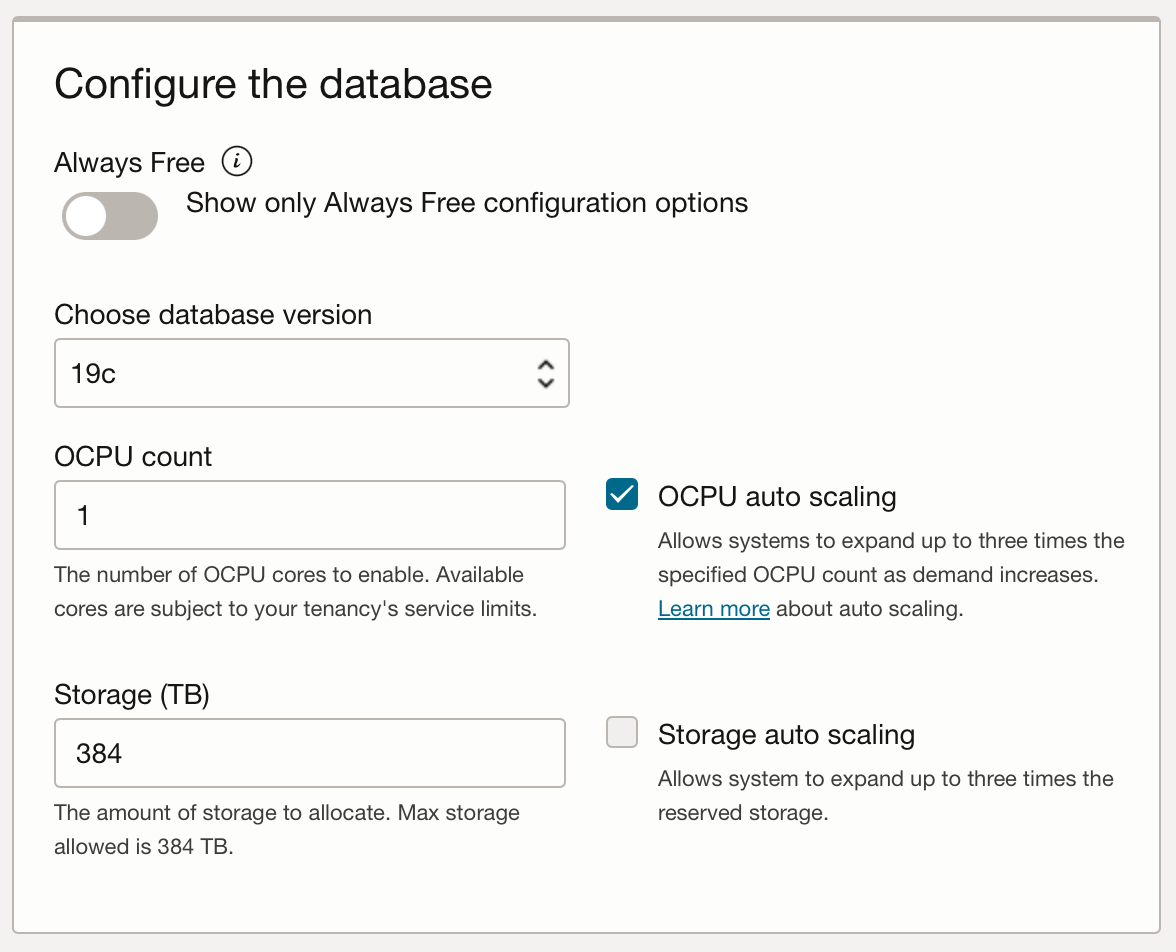 Configure the database
Always Free i
Show only Always Free configuration options
Choose database version
19c
OCPU count
1
The number of OCPU cores to enable. Available
cores are subject to your tenancy's service limits.
OCPU auto scaling
Allows systems to expand up to three times the
specified OCPU count as demand increases.
Learn more about auto scaling.
Storage (TB)
384
The amount of storage to allocate. Max storage
allowed is 384 TB.
Storage auto scaling
Allows system to expand up to three times the
reserved storage.